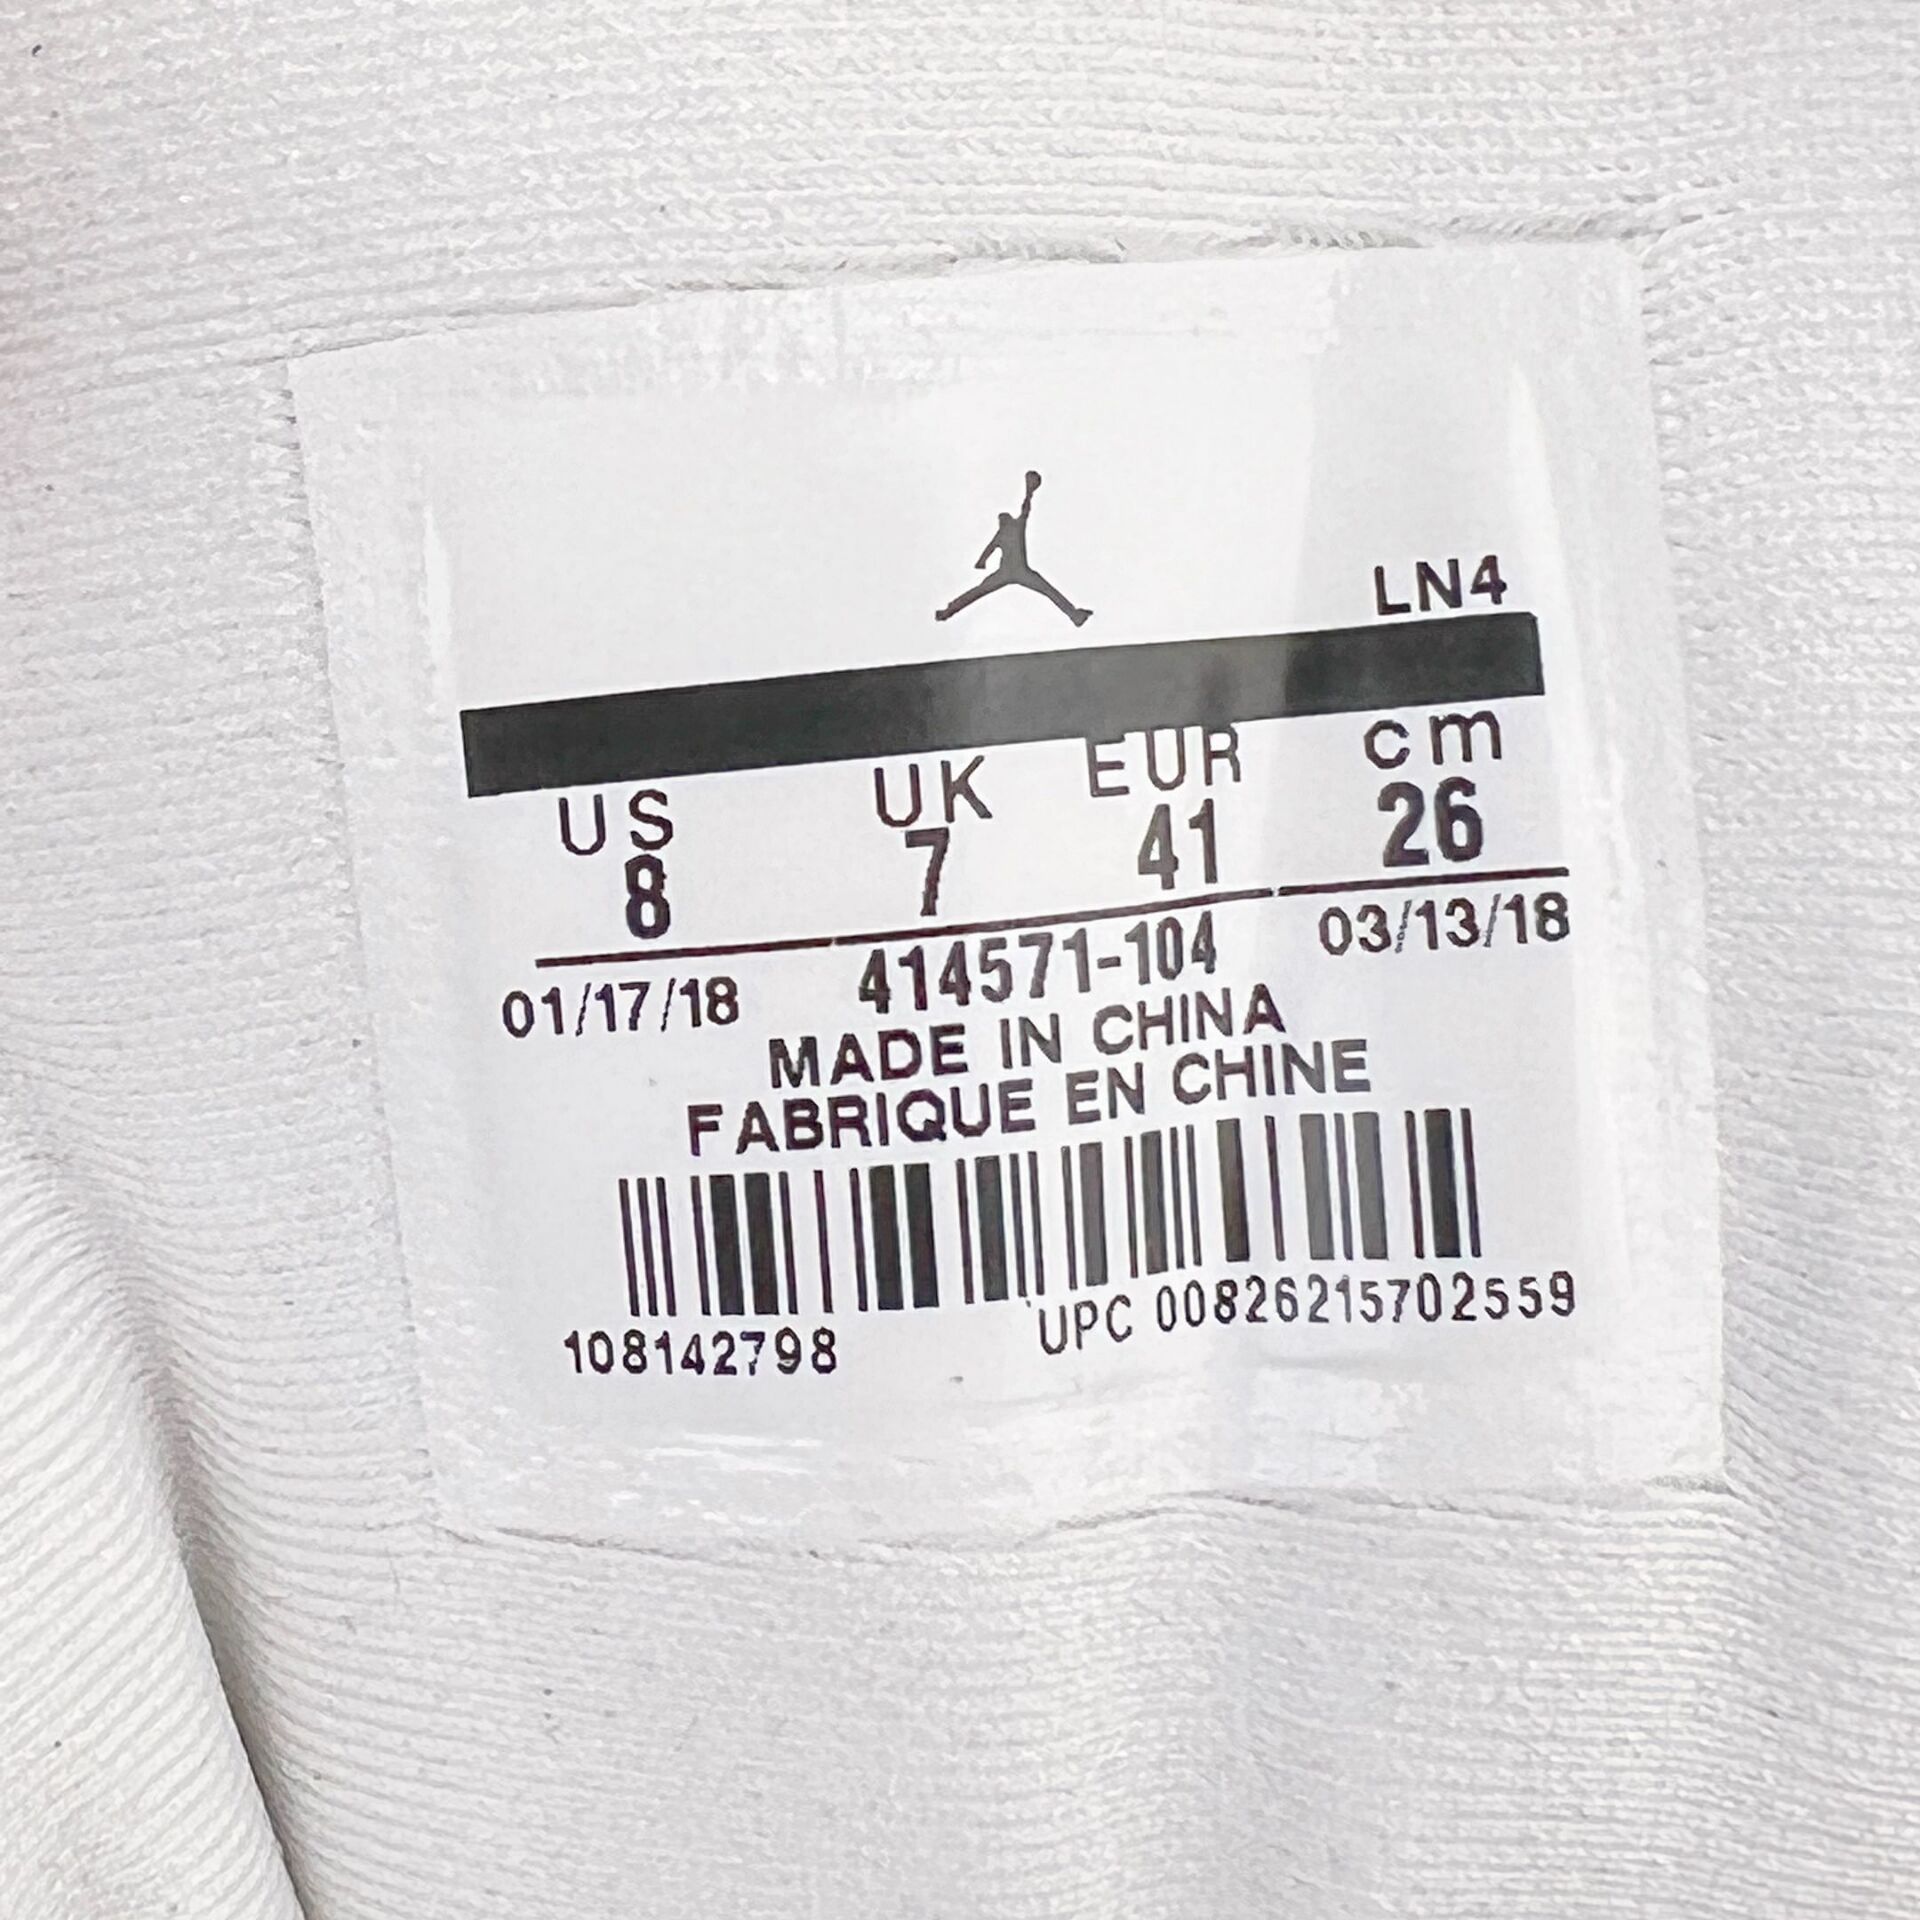 LN4
US UK EUR cm
8 7 41 26
01/17/18 414571-104 03/13/18
MADE IN CHINA
FABRIQUE EN CHINE
108142798 UPC 00826215702559